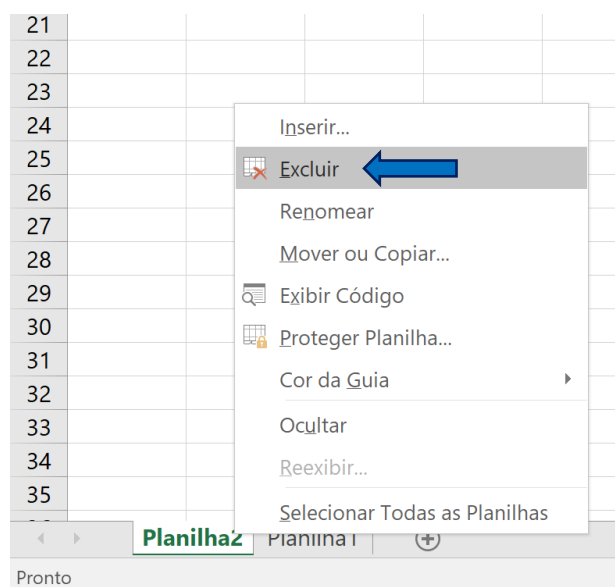 21
22
23
24
25
26
27
28
29
30
31
32
33
34
35
Inserir...
Excluir
Renomear
Mover ou Copiar...
Exibir Código
Proteger Planilha...
Cor da Guia
Ocultar
Reexibir...
Selecionar Todas as Planilhas
Planilha2 Planilha1
Pronto